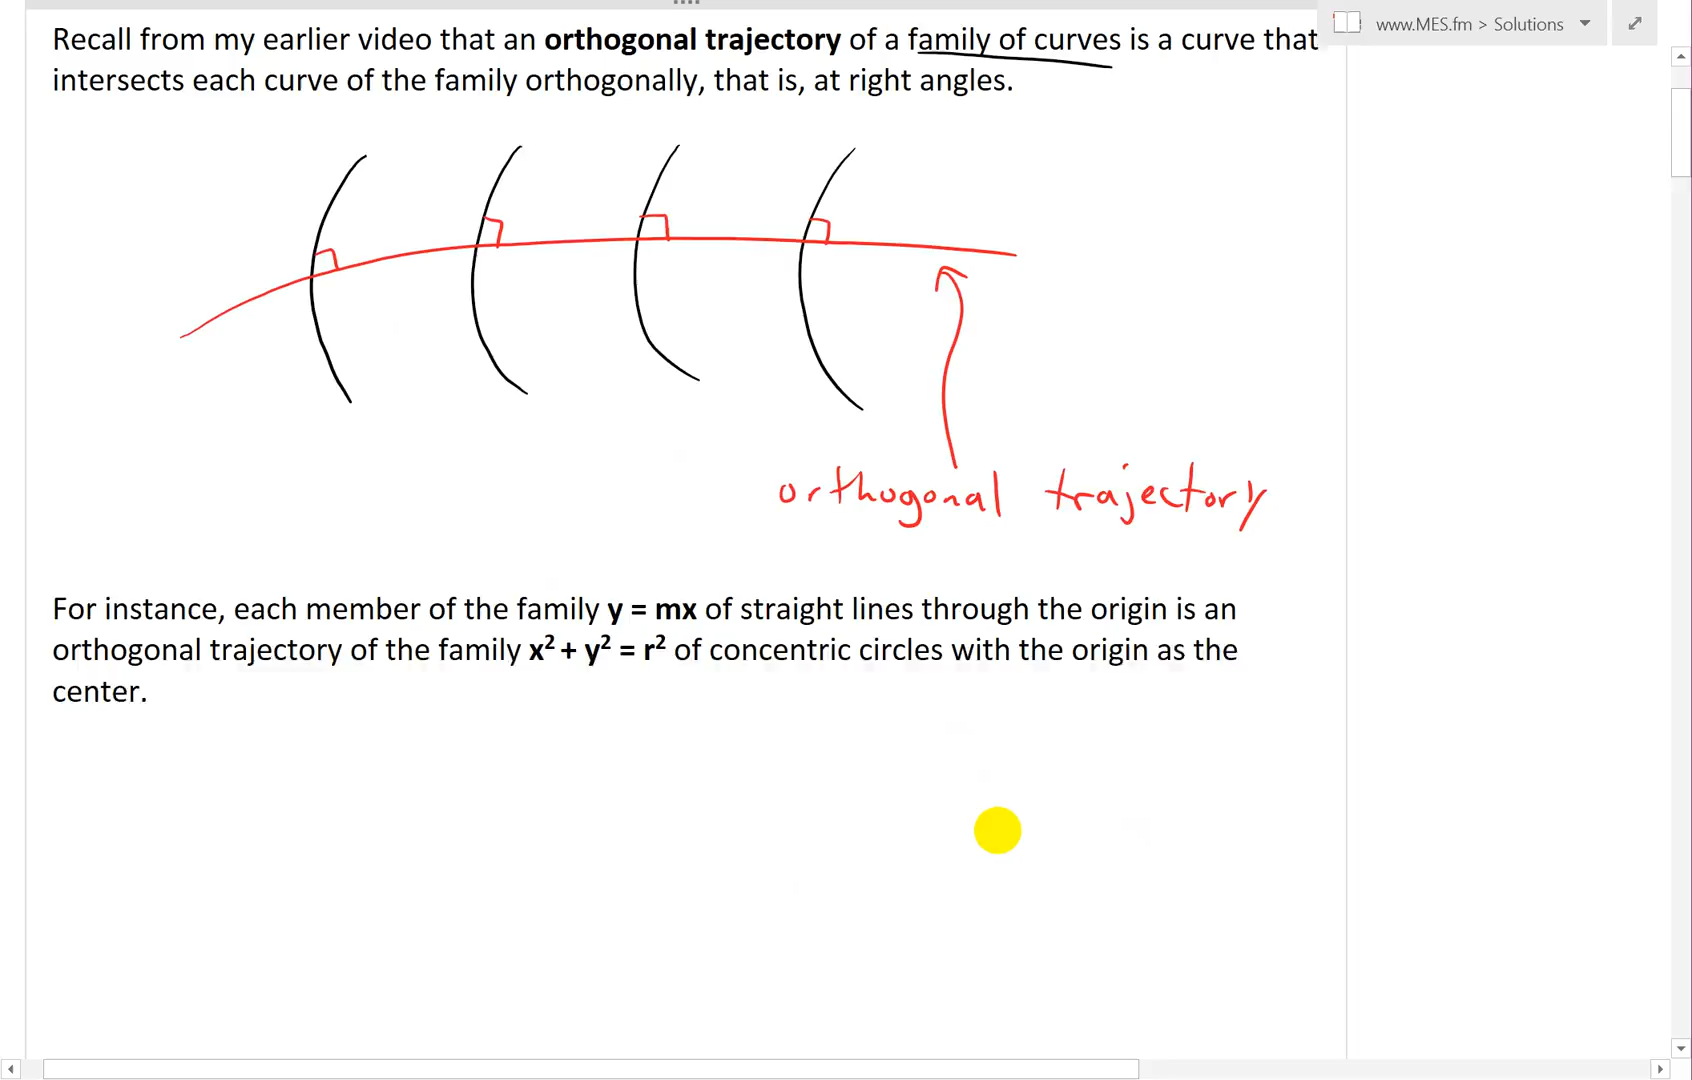 Recall from my earlier video that an orthogonal trajectory of a family of curves is a curve that
www.MES.fm > Solutions
intersects each curve of the family orthogonally, that is, at right angles.
orthogonal trajectory
For instance, each member of the family y = mx of straight lines through the origin is an
orthogonal trajectory of the family x² + y² = r² of concentric circles with the origin as the
center.